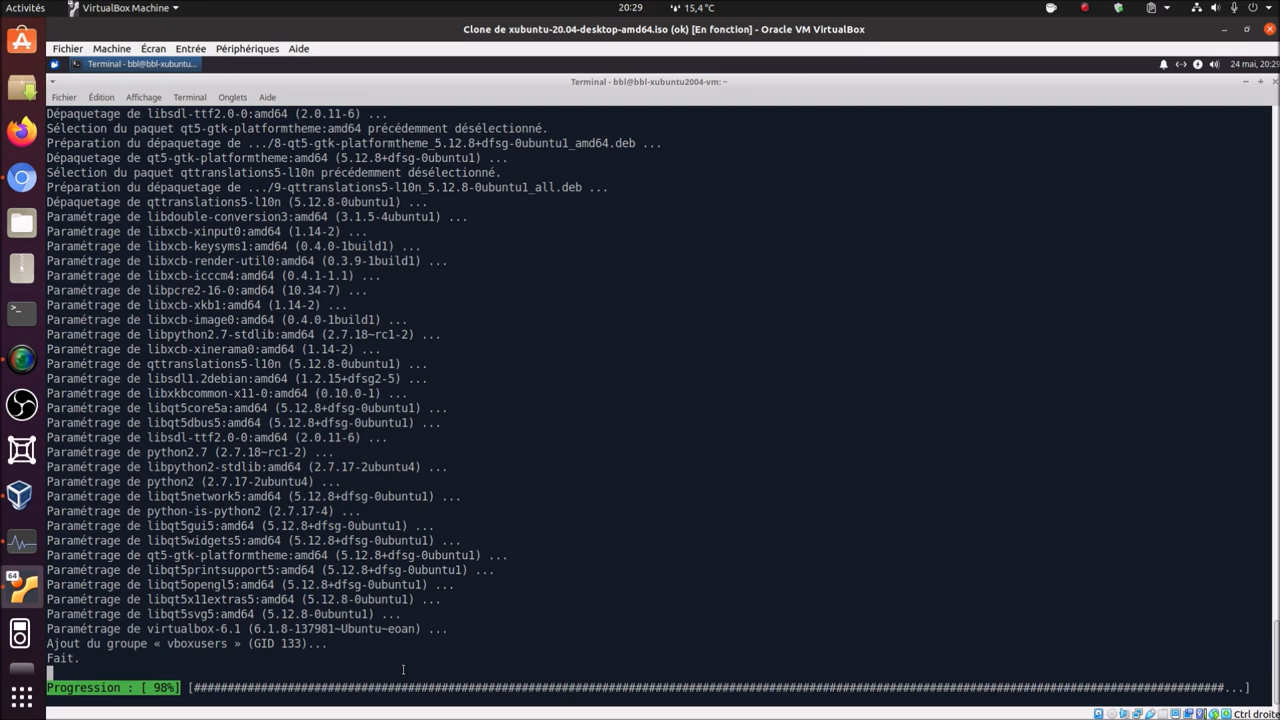 Activités
VirtualBox Machine
20:29
15,4 °C
Clone de xubuntu-20.04-desktop-amd64.iso (ok) [En fonction] - Oracle VM VirtualBox
Fichier Machine Écran Entrée Périphériques Aide
Terminal - bbl@bbl-xubuntu...
24 mai, 20:29
Terminal - bbl@bbl-xubuntu2004-vm: ~
Fichier Édition Affichage Terminal Onglets Aide
Dépaquetage de libsdl-ttf2.0-0:amd64 (2.0.11-6) ...
Sélection du paquet qt5-gtk-platformtheme:amd64 précédemment désélectionné.
Préparation du dépaquetage de .../8-qt5-gtk-platformtheme_5.12.8+dfsg-0ubuntu1_amd64.deb ...
Dépaquetage de qt5-gtk-platformtheme:amd64 (5.12.8+dfsg-0ubuntu1) ...
Sélection du paquet qttranslations5-l10n précédemment désélectionné.
Préparation du dépaquetage de .../9-qttranslations5-l10n_5.12.8-0ubuntu1_all.deb ...
Dépaquetage de qttranslations5-l10n (5.12.8-0ubuntu1) ...
Paramétrage de libdouble-conversion3:amd64 (3.1.5-4ubuntu1) ...
Paramétrage de libxcb-xinput0:amd64 (1.14-2) ...
Paramétrage de libxcb-keysyms1:amd64 (0.4.0-1build1) ...
Paramétrage de libxcb-render-util0:amd64 (0.3.9-1build1) ...
Paramétrage de libxcb-icccm4:amd64 (0.4.1-1.1) ...
Paramétrage de libpcre2-16-0:amd64 (10.34-7) ...
Paramétrage de libxcb-xkb1:amd64 (1.14-2) ...
Paramétrage de libxcb-image0:amd64 (0.4.0-1build1) ...
Paramétrage de libpython2.7-stdlib:amd64 (2.7.18~rc1-2) ...
Paramétrage de libxcb-xinerama0:amd64 (1.14-2) ...
Paramétrage de qttranslations5-l10n (5.12.8-0ubuntu1) ...
Paramétrage de libsdl1.2debian:amd64 (1.2.15+dfsg2-5) ...
Paramétrage de libxkbcommon-x11-0:amd64 (0.10.0-1) ...
Paramétrage de libqt5core5a:amd64 (5.12.8+dfsg-0ubuntu1) ...
Paramétrage de libqt5dbus5:amd64 (5.12.8+dfsg-0ubuntu1) ...
Paramétrage de libsdl-ttf2.0-0:amd64 (2.0.11-6) ...
Paramétrage de python2.7 (2.7.18~rc1-2) ...
Paramétrage de libpython2-stdlib:amd64 (2.7.17-2ubuntu4) ...
Paramétrage de python2 (2.7.17-2ubuntu4) ...
Paramétrage de libqt5network5:amd64 (5.12.8+dfsg-0ubuntu1) ...
Paramétrage de python-is-python2 (2.7.17-4) ...
Paramétrage de libqt5gui5:amd64 (5.12.8+dfsg-0ubuntu1) ...
Paramétrage de libqt5widgets5:amd64 (5.12.8+dfsg-0ubuntu1) ...
Paramétrage de qt5-gtk-platformtheme:amd64 (5.12.8+dfsg-0ubuntu1) ...
Paramétrage de libqt5printsupport5:amd64 (5.12.8+dfsg-0ubuntu1) ...
Paramétrage de libqt5opengl5:amd64 (5.12.8+dfsg-0ubuntu1) ...
Paramétrage de libqt5x11extras5:amd64 (5.12.8-0ubuntu1) ...
Paramétrage de libqt5svg5:amd64 (5.12.8-0ubuntu1) ...
Paramétrage de virtualbox-6.1 (6.1.8-137981~Ubuntu~eoan) ...
Ajout du groupe « vboxusers » (GID 133)...
Fait.
64
Progression : [ 98%] [##########################################################################################################################################################...]
Ctrl droite